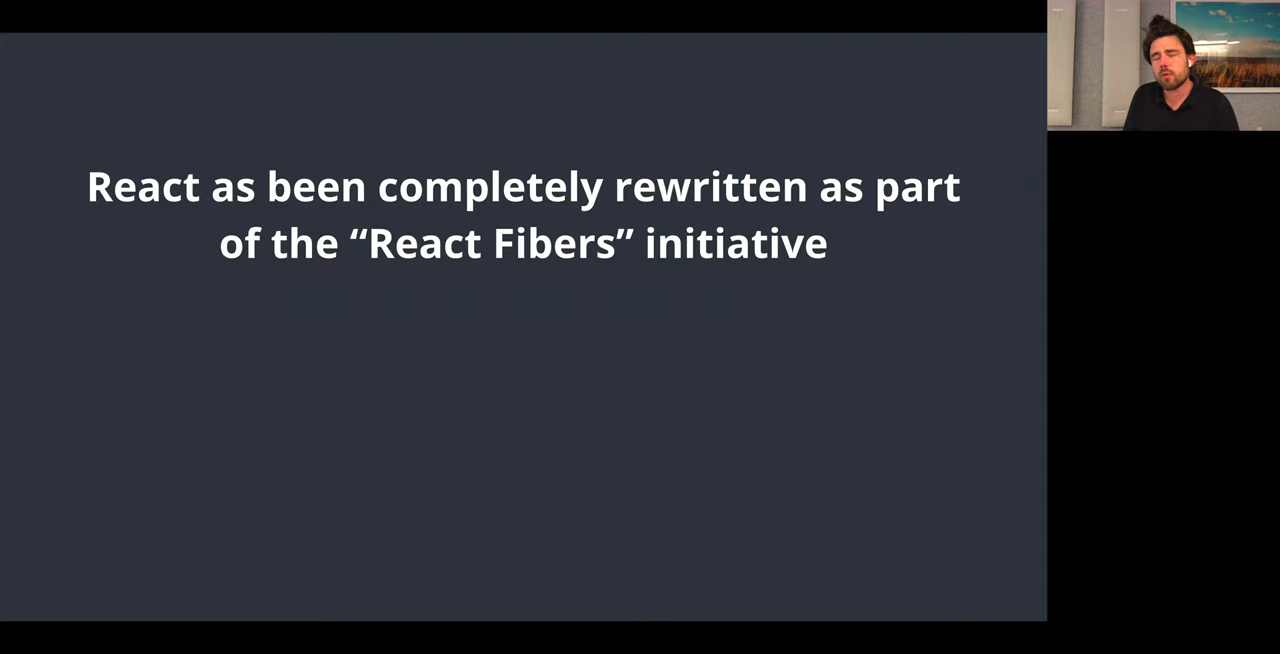 React as been completely rewritten as part
of the “React Fibers” initiative